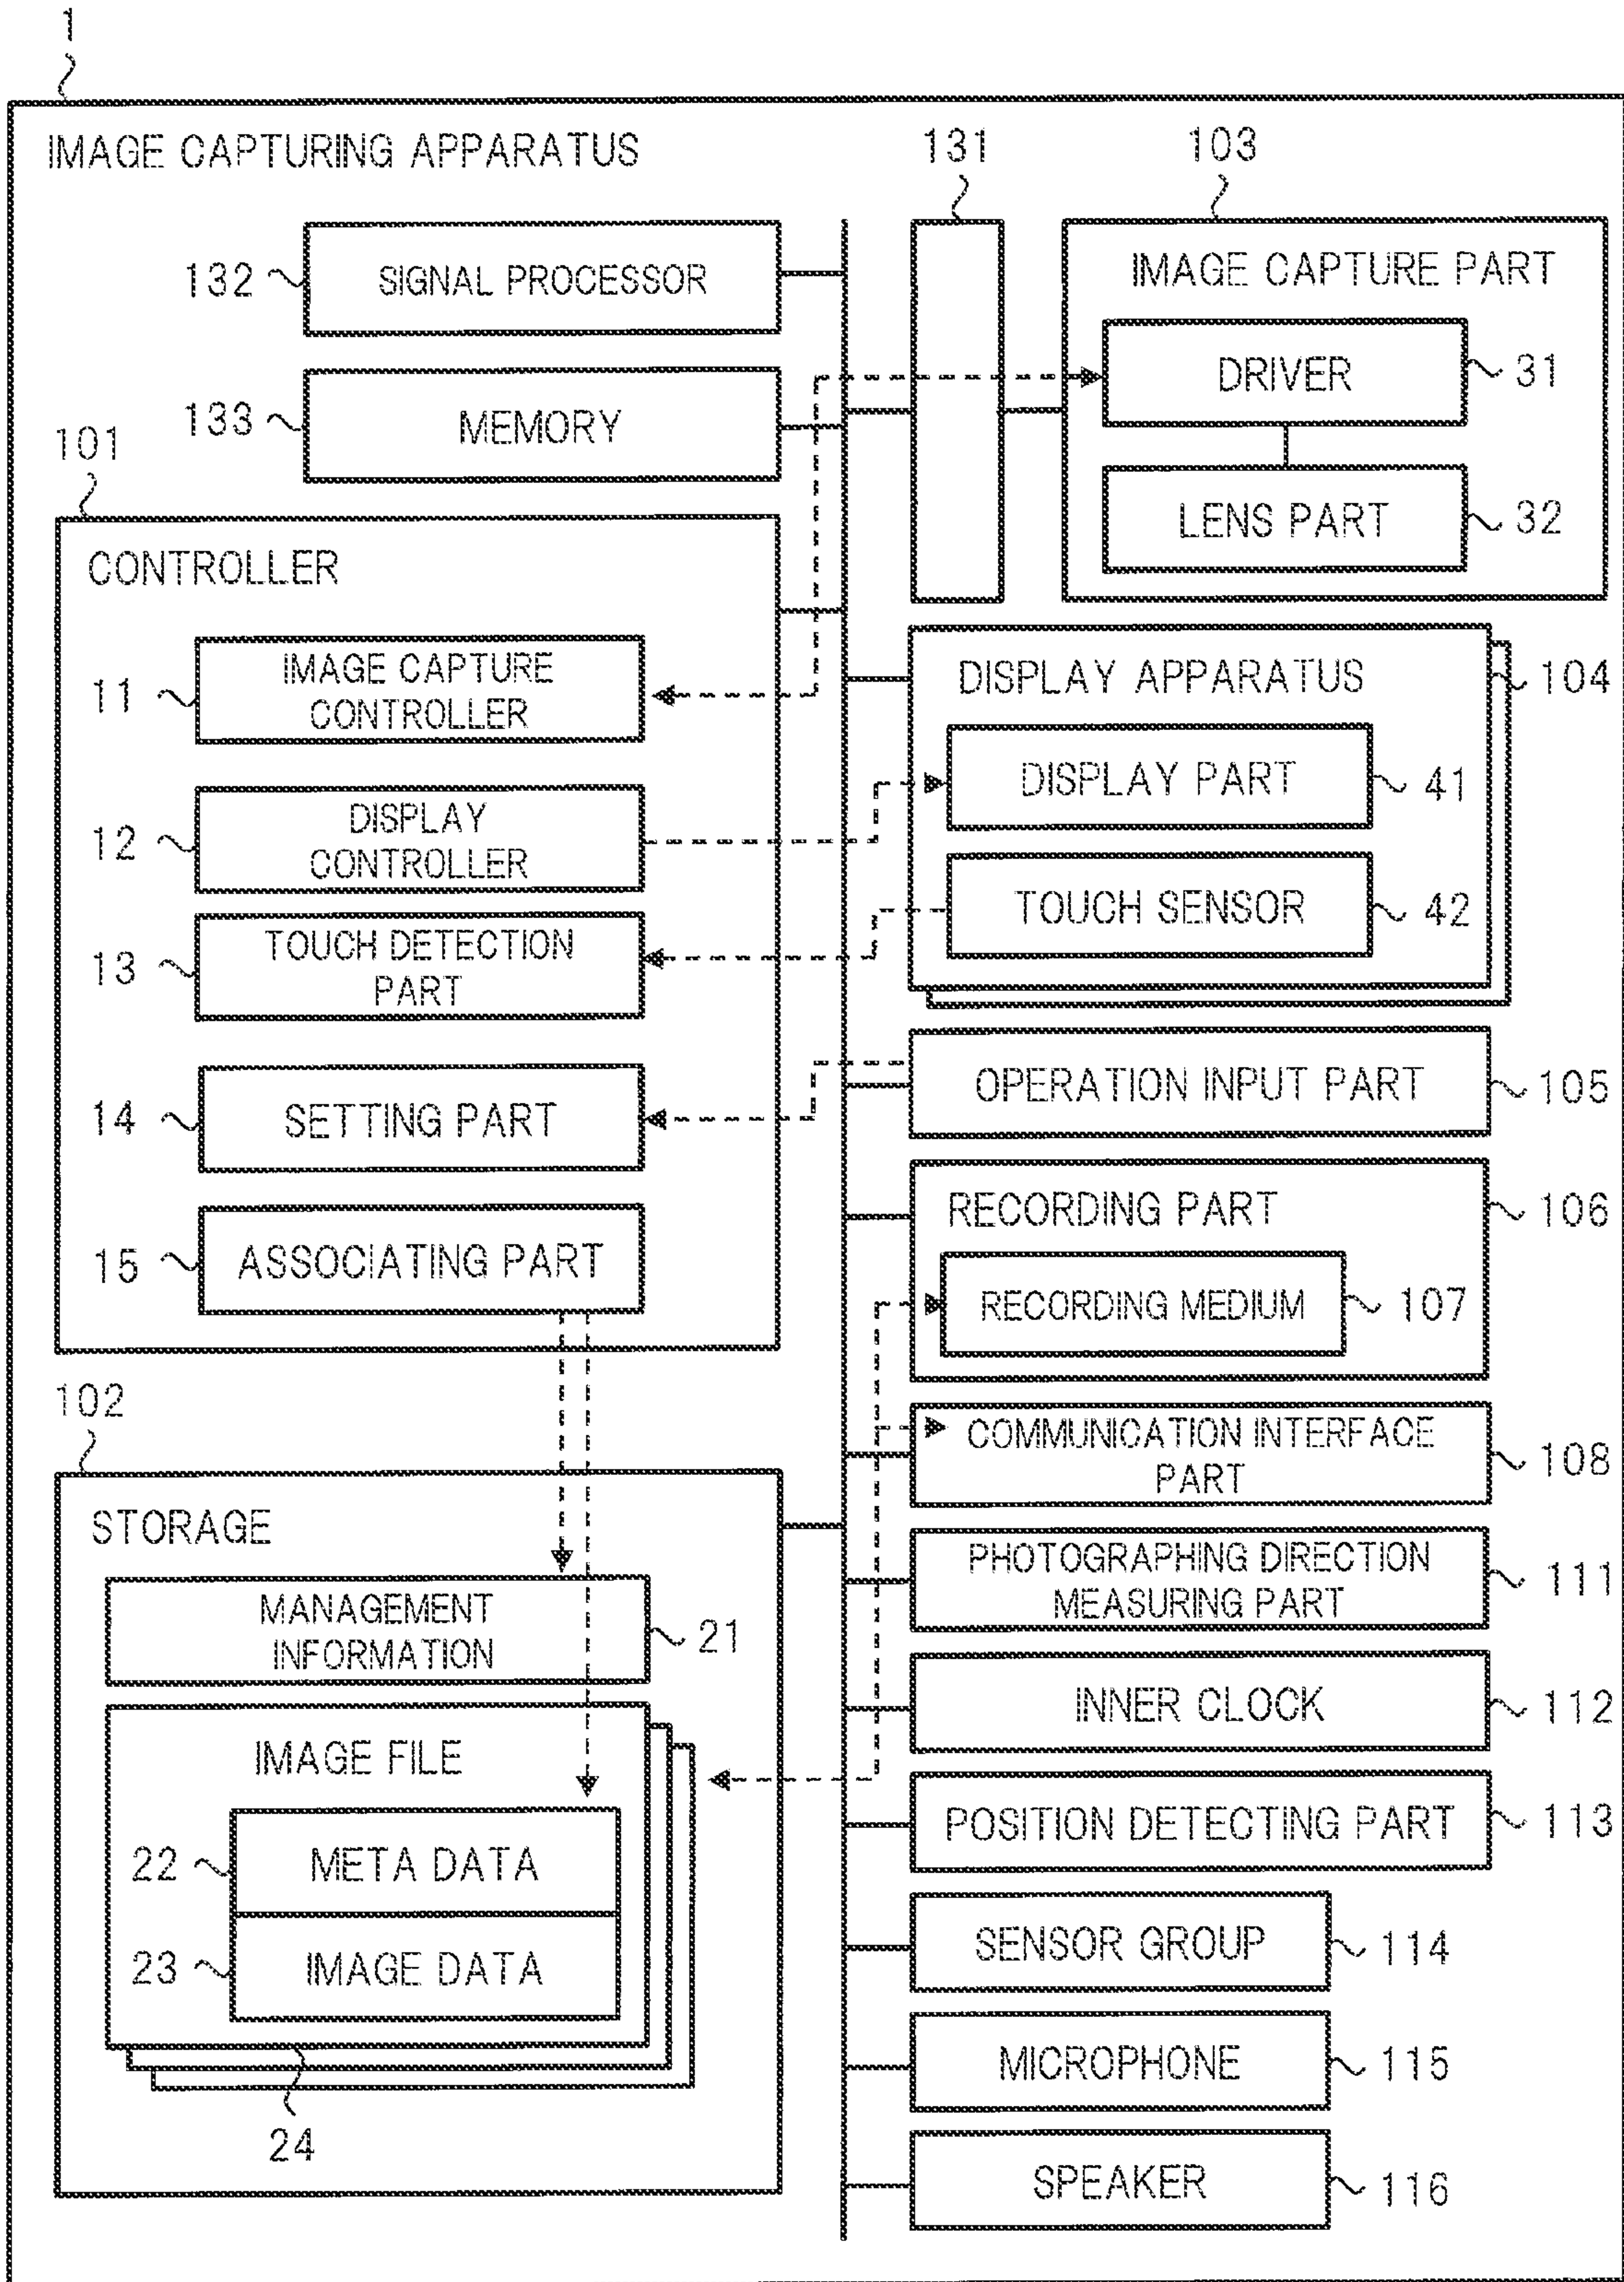 1
IMAGE CAPTURING APPARATUS
131
103
132
SIGNAL PROCESSOR
IMAGE CAPTURE PART
DRIVER
31
133
MEMORY
101
LENS PART
32
CONTROLLER
11
IMAGE CAPTURE
CONTROLLER
DISPLAY APPARATUS
104
DISPLAY PART
41
12
DISPLAY
CONTROLLER
TOUCH SENSOR
42
13
TOUCH DETECTION
PART
OPERATION INPUT PART
105
14
SETTING PART
RECORDING PART
106
15
ASSOCIATING PART
RECORDING MEDIUM
107
102
COMMUNICATION INTERFACE
PART
108
STORAGE
PHOTOGRAPHING DIRECTION
MEASURING PART
111
MANAGEMENT
INFORMATION
21
INNER CLOCK
112
IMAGE FILE
POSITION DETECTING PART
113
22
META DATA
SENSOR GROUP
114
23
IMAGE DATA
MICROPHONE
115
24
SPEAKER
116